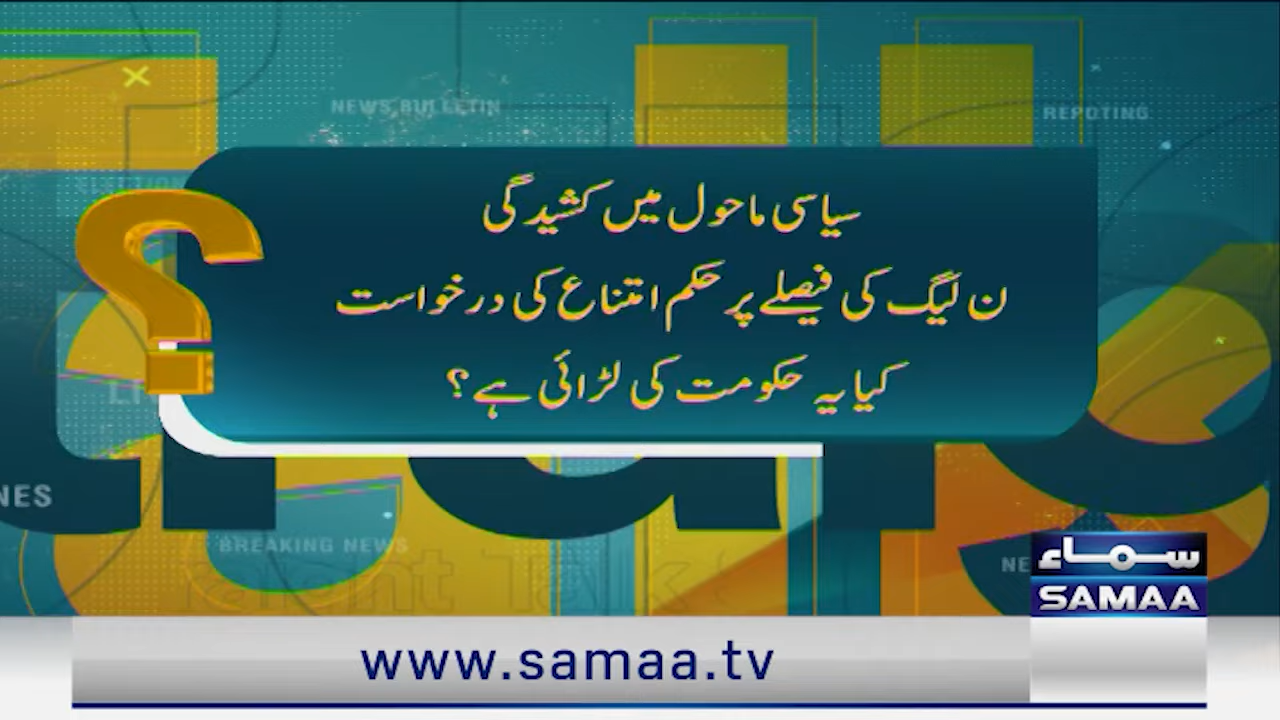 NEWS BULLETIN
REPOTING
سیاسی ماحول میں کشیدگی
ن لیگ کی فیصلے پر حکم امتناع کی درخواست
کیا یہ حکومت کی لڑائی ہے؟
؟
NES
BREAKING NEWS
NE
سماء
SAMAA
www.samaa.tv